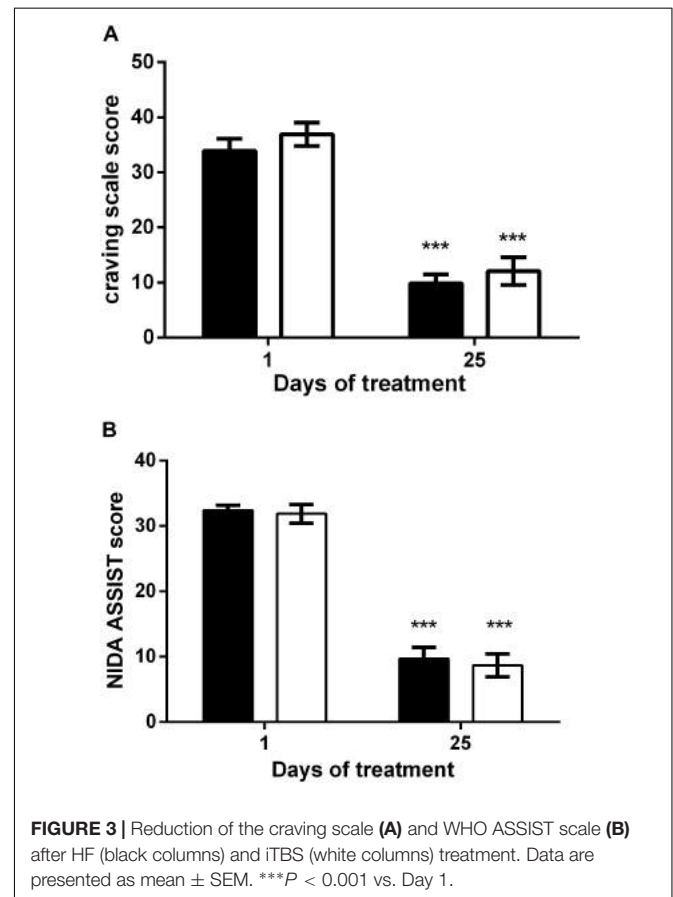 A
50
40
30
20
10
0
craving scale score
*** ***
1 25
Days of treatment
B
40
30
20
10
0
NIDA ASSIST score
*** ***
1 25
Days of treatment
FIGURE 3 | Reduction of the craving scale (A) and WHO ASSIST scale (B)
after HF (black columns) and iTBS (white columns) treatment. Data are
presented as mean ± SEM. ***P < 0.001 vs. Day 1.